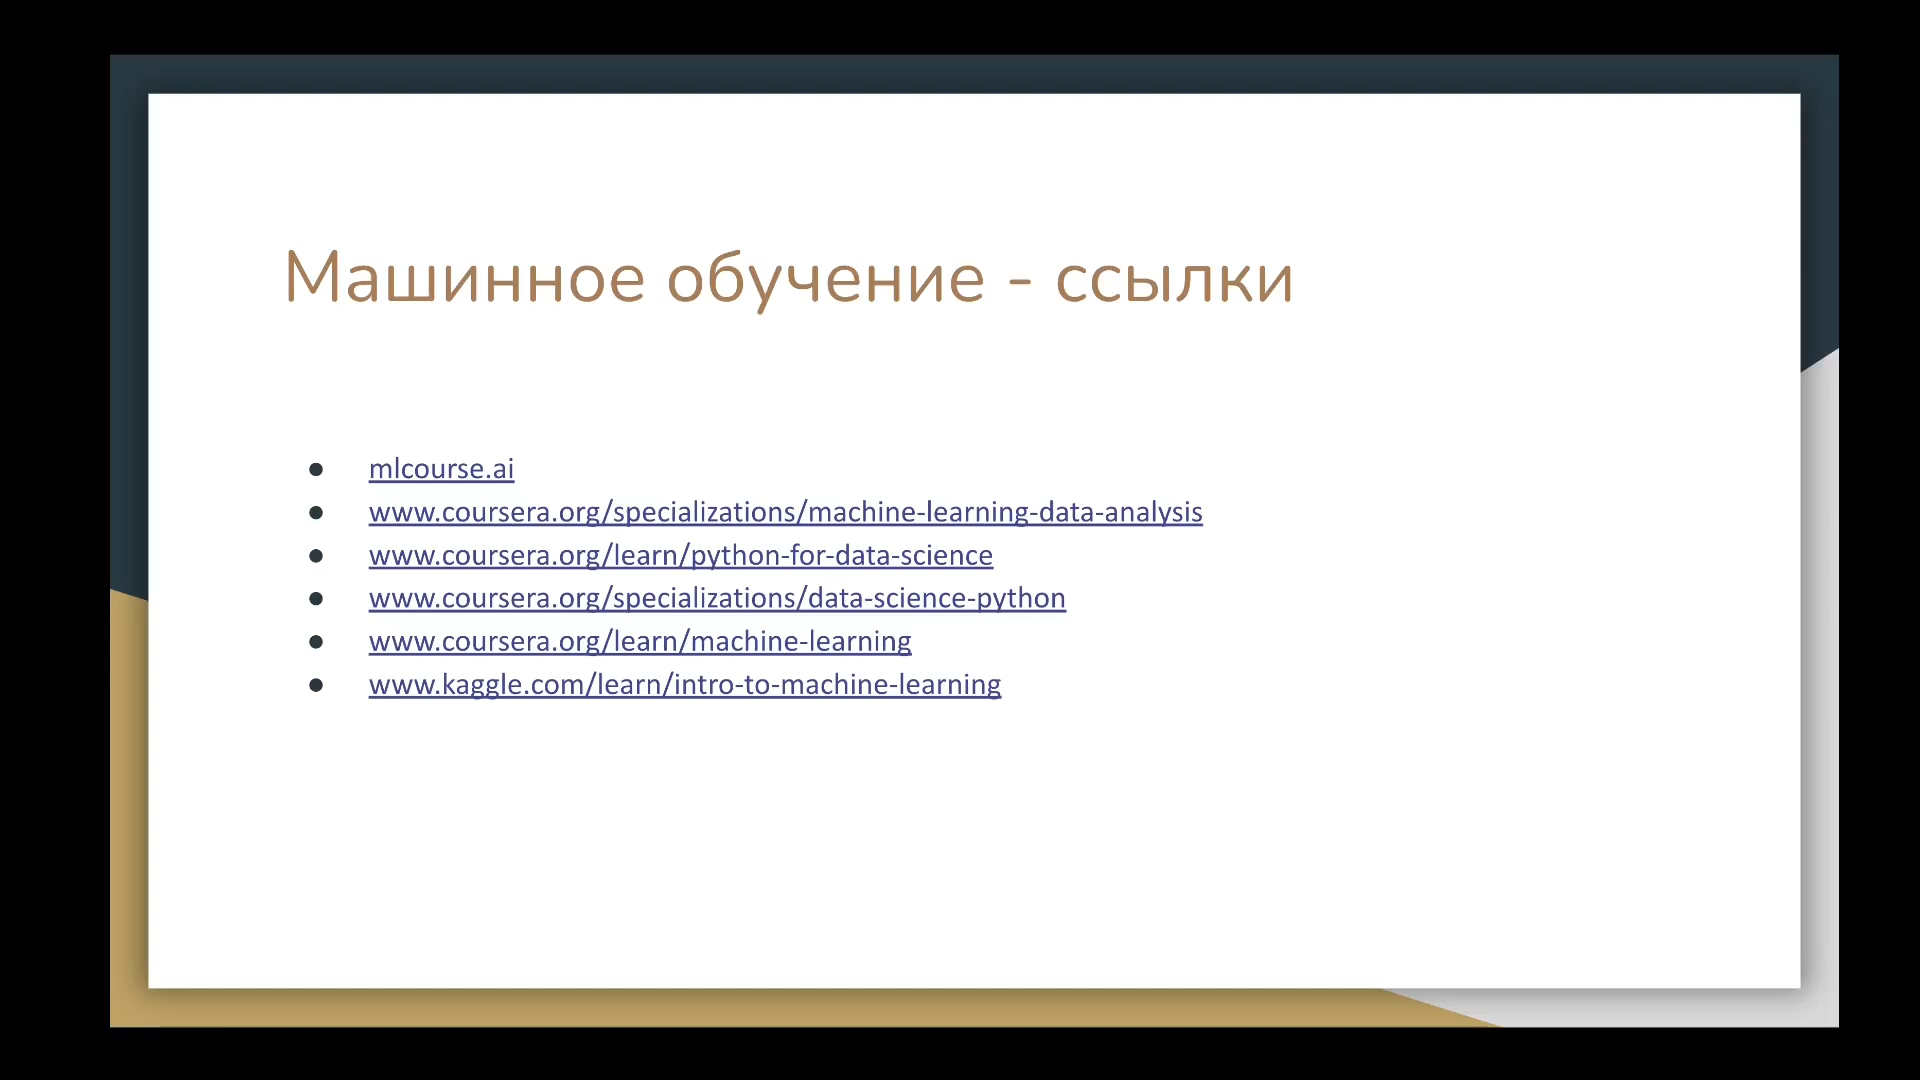 Машинное обучение - ссылки
● mlcourse.ai
● www.coursera.org/specializations/machine-learning-data-analysis
● www.coursera.org/learn/python-for-data-science
● www.coursera.org/specializations/data-science-python
● www.coursera.org/learn/machine-learning
● www.kaggle.com/learn/intro-to-machine-learning